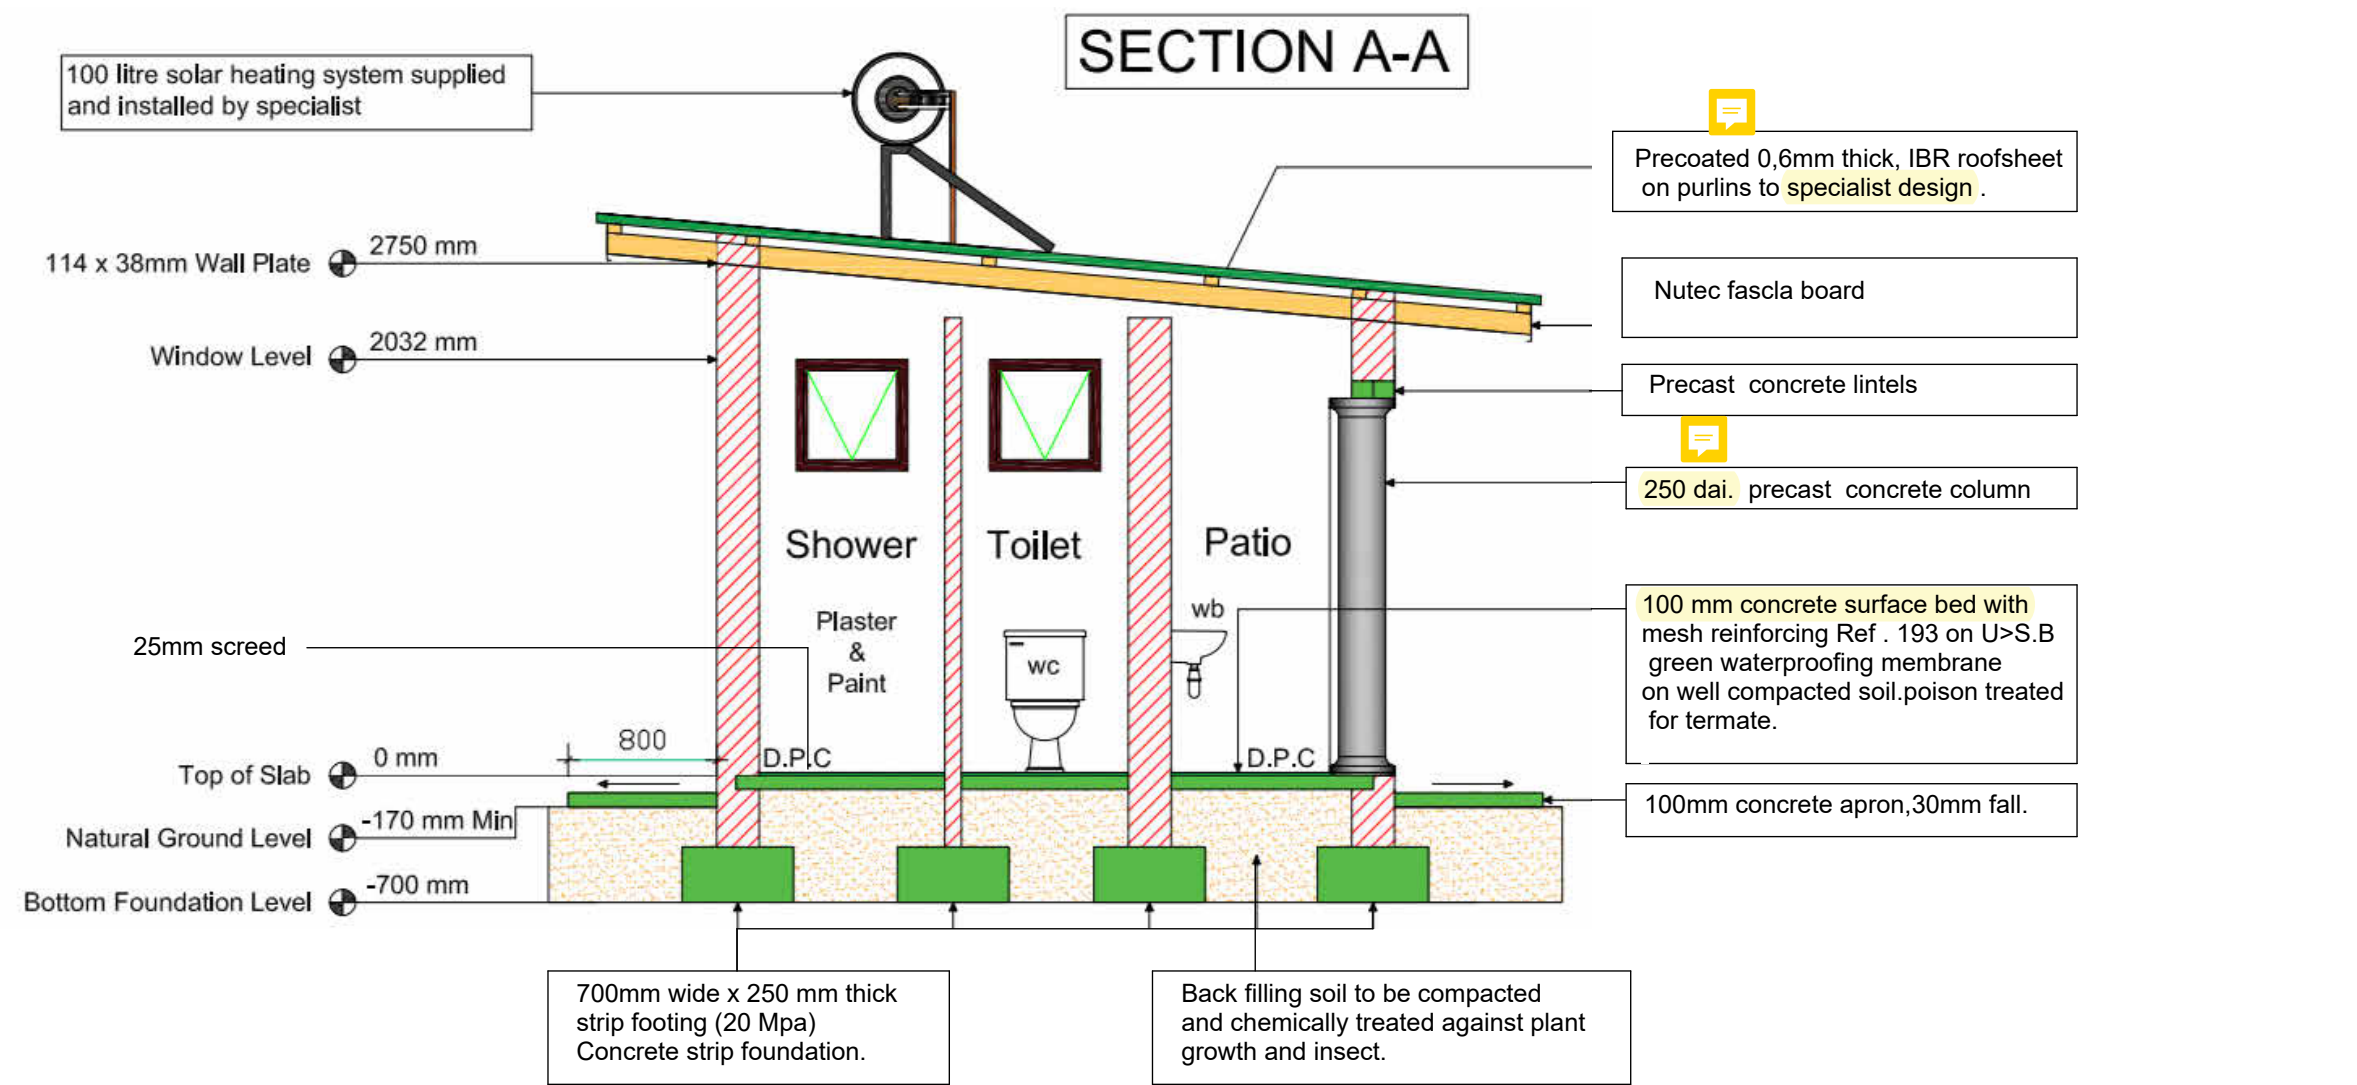 SECTION A-A
100 litre solar heating system supplied
and installed by specialist
Precoated 0,6mm thick, IBR roofsheet
on purlins to specialist design .
2750 mm
114 x 38mm Wall Plate
Nutec fascla board
2032 mm
Window Level
Precast concrete lintels
250 dai. precast concrete column
Shower
Toilet
Patio
Plaster
&
Paint
wc
wb
100 mm concrete surface bed with
mesh reinforcing Ref . 193 on U>S.B
green waterproofing membrane
on well compacted soil.poison treated
for termate.
25mm screed
800
D.P.C
D.P.C
0 mm
Top of Slab
100mm concrete apron,30mm fall.
-170 mm Min
Natural Ground Level
-700 mm
Bottom Foundation Level
700mm wide x 250 mm thick
strip footing (20 Mpa)
Concrete strip foundation.
Back filling soil to be compacted
and chemically treated against plant
growth and insect.